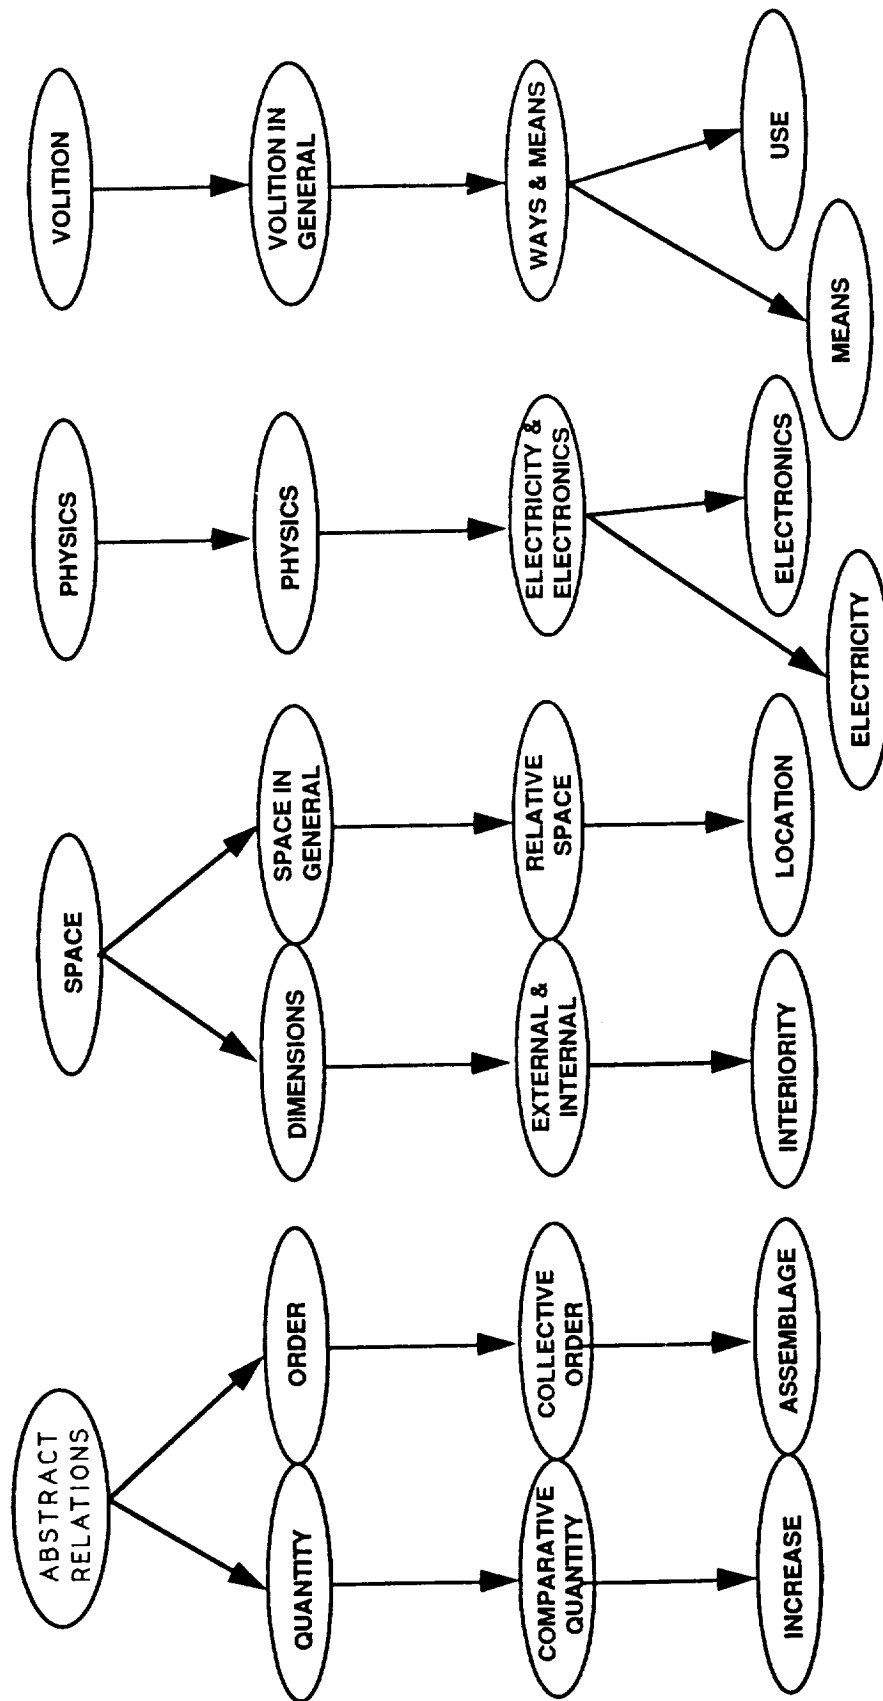 ABSTRACT
RELATIONS
SPACE
PHYSICS
VOLITION
QUANTITY
ORDER
DIMENSIONS
SPACE IN
GENERAL
PHYSICS
VOLITION IN
GENERAL
COMPARATIVE
QUANTITY
COLLECTIVE
ORDER
EXTERNAL &
INTERNAL
RELATIVE
SPACE
ELECTRICITY &
ELECTRONICS
WAYS & MEANS
INCREASE
ASSEMBLAGE
INTERIORITY
LOCATION
ELECTRICITY
ELECTRONICS
MEANS
USE